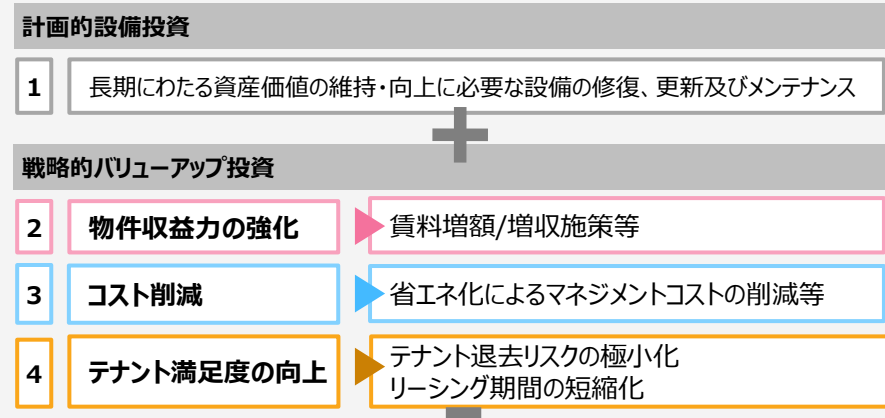 計画的設備投資
1 長期にわたる資産価値の維持・向上に必要な設備の修復、更新及びメンテナンス
戦略的バリューアップ投資
2 物件収益力の強化 賃料増額/増収施策等
3 コスト削減 省エネ化によるマネジメントコストの削減等
4 テナント満足度の向上 テナント退去リスクの極小化
リーシング期間の短縮化